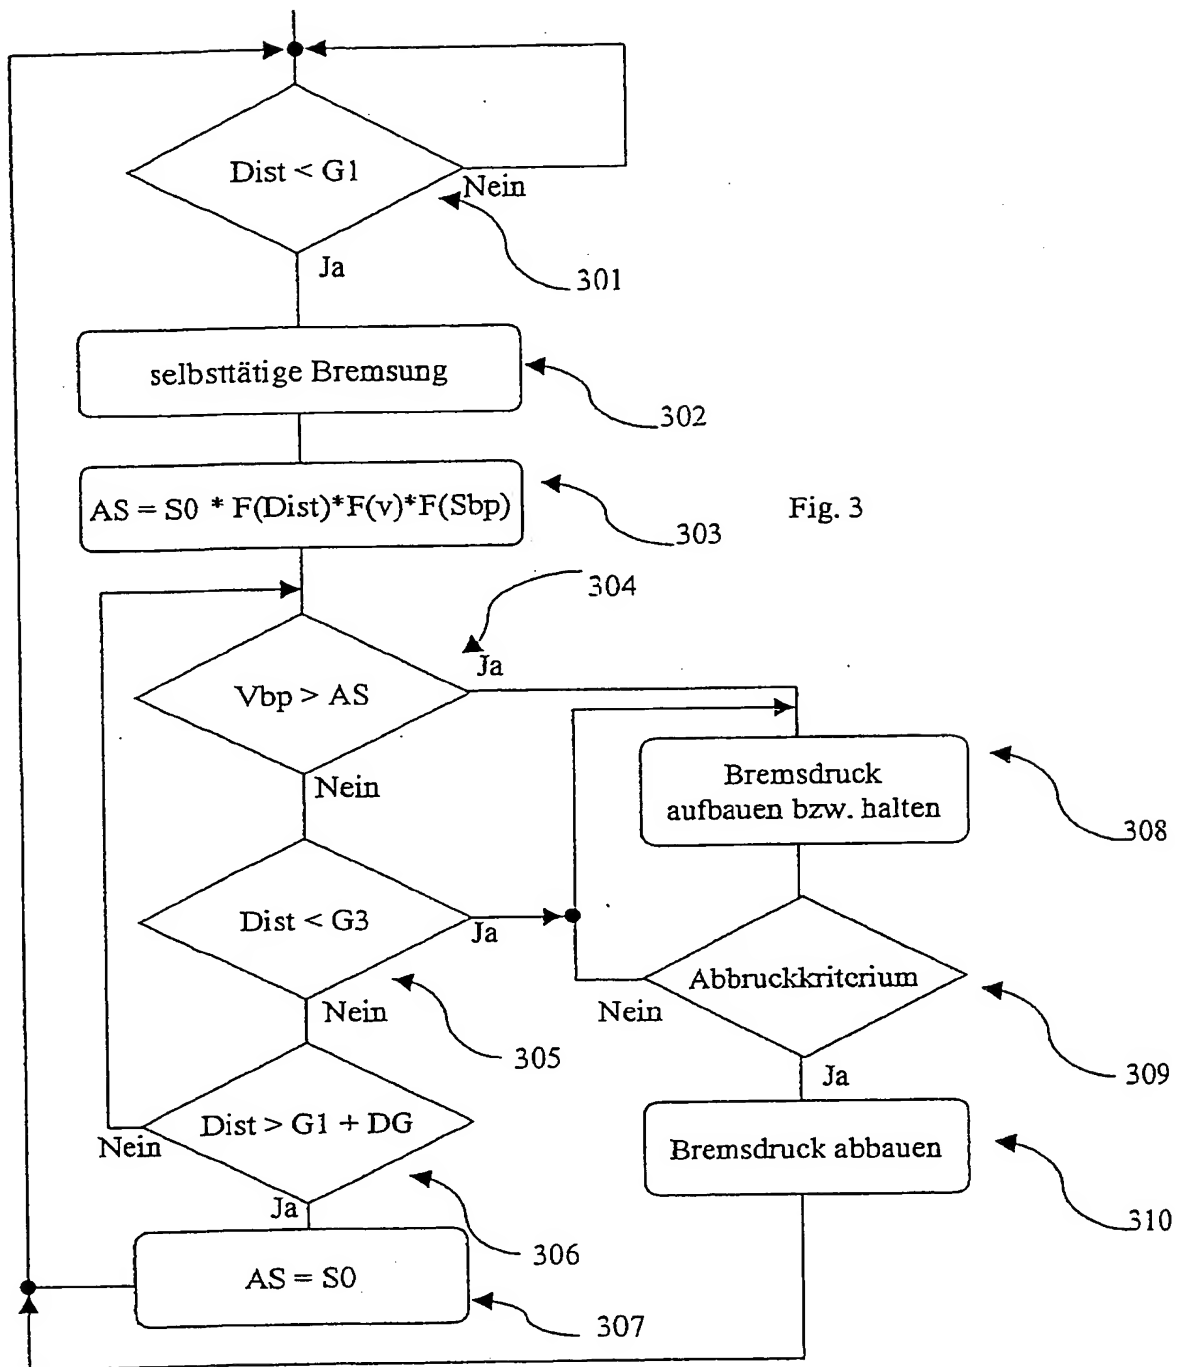 Dist < G1
Nein
Ja
301
selbsttätige Bremsung
302
AS = S0 * F(Dist)*F(v)*F(Sbp)
303
Fig. 3
304
Vbp > AS
Ja
Nein
Bremsdruck
aufbauen bzw. halten
308
Dist < G3
Ja
Nein
305
Abbruckkriterium
Nein
Ja
309
Dist > G1 + DG
Nein
Ja
306
Bremsdruck abbauen
310
AS = S0
307